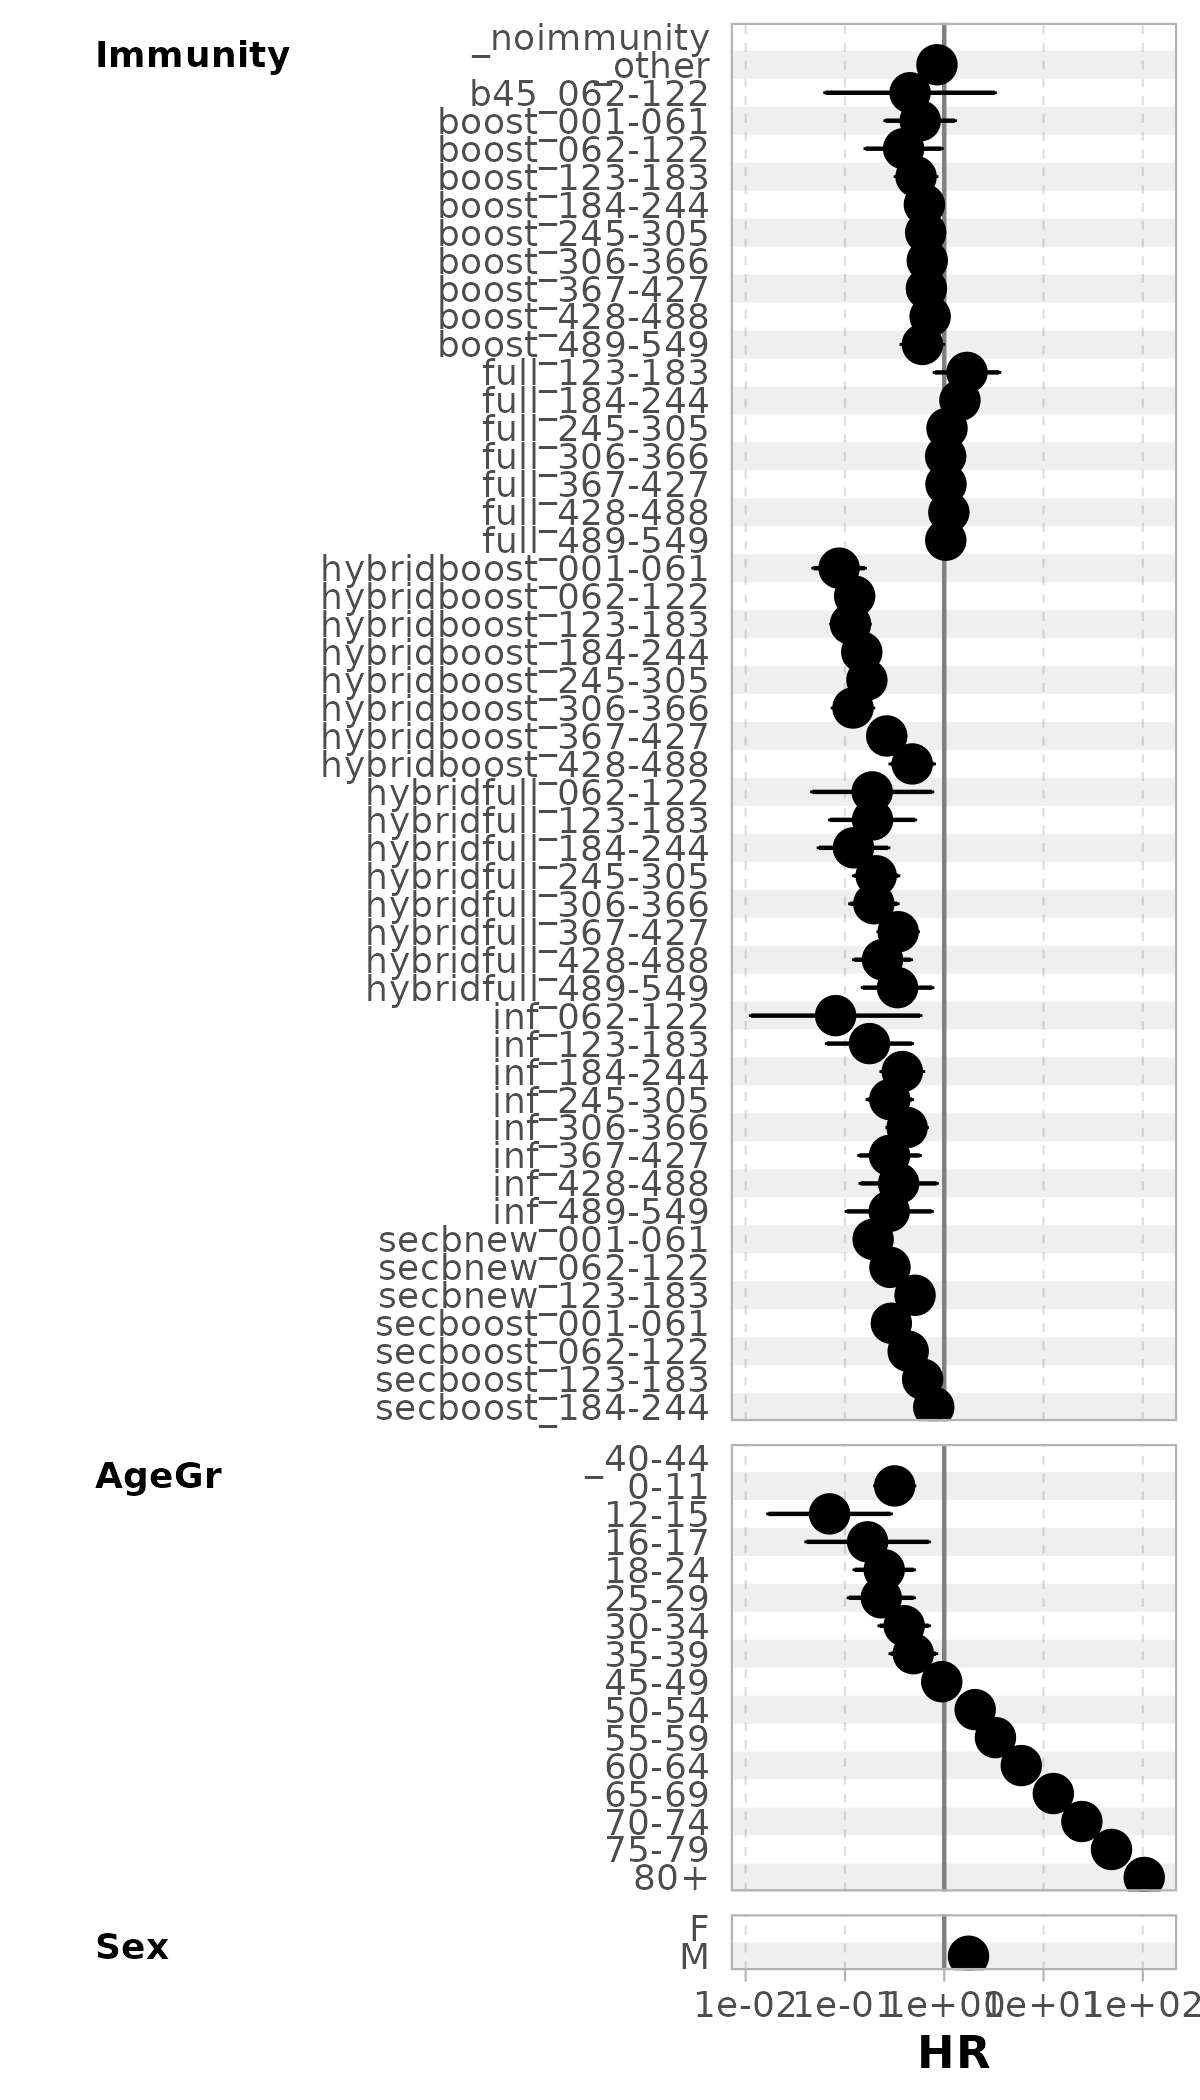 Immunity
_noimmunity
_other
b45_062-122
boost_001-061
boost_062-122
boost_123-183
boost_184-244
boost_245-305
boost_306-366
boost_367-427
boost_428-488
boost_489-549
full_123-183
full_184-244
full_245-305
full_306-366
full_367-427
full_428-488
full_489-549
hybridboost_001-061
hybridboost_062-122
hybridboost_123-183
hybridboost_184-244
hybridboost_245-305
hybridboost_306-366
hybridboost_367-427
hybridboost_428-488
hybridfull_062-122
hybridfull_123-183
hybridfull_184-244
hybridfull_245-305
hybridfull_306-366
hybridfull_367-427
hybridfull_428-488
hybridfull_489-549
inf_062-122
inf_123-183
inf_184-244
inf_245-305
inf_306-366
inf_367-427
inf_428-488
inf_489-549
secbnew_001-061
secbnew_062-122
secbnew_123-183
secboost_001-061
secboost_062-122
secboost_123-183
secboost_184-244
AgeGr
_40-44
0-11
12-15
16-17
18-24
25-29
30-34
35-39
45-49
50-54
55-59
60-64
65-69
70-74
75-79
80+
Sex
F
M
1e-02 1e-01 1e+00 1e+01 1e+02
HR